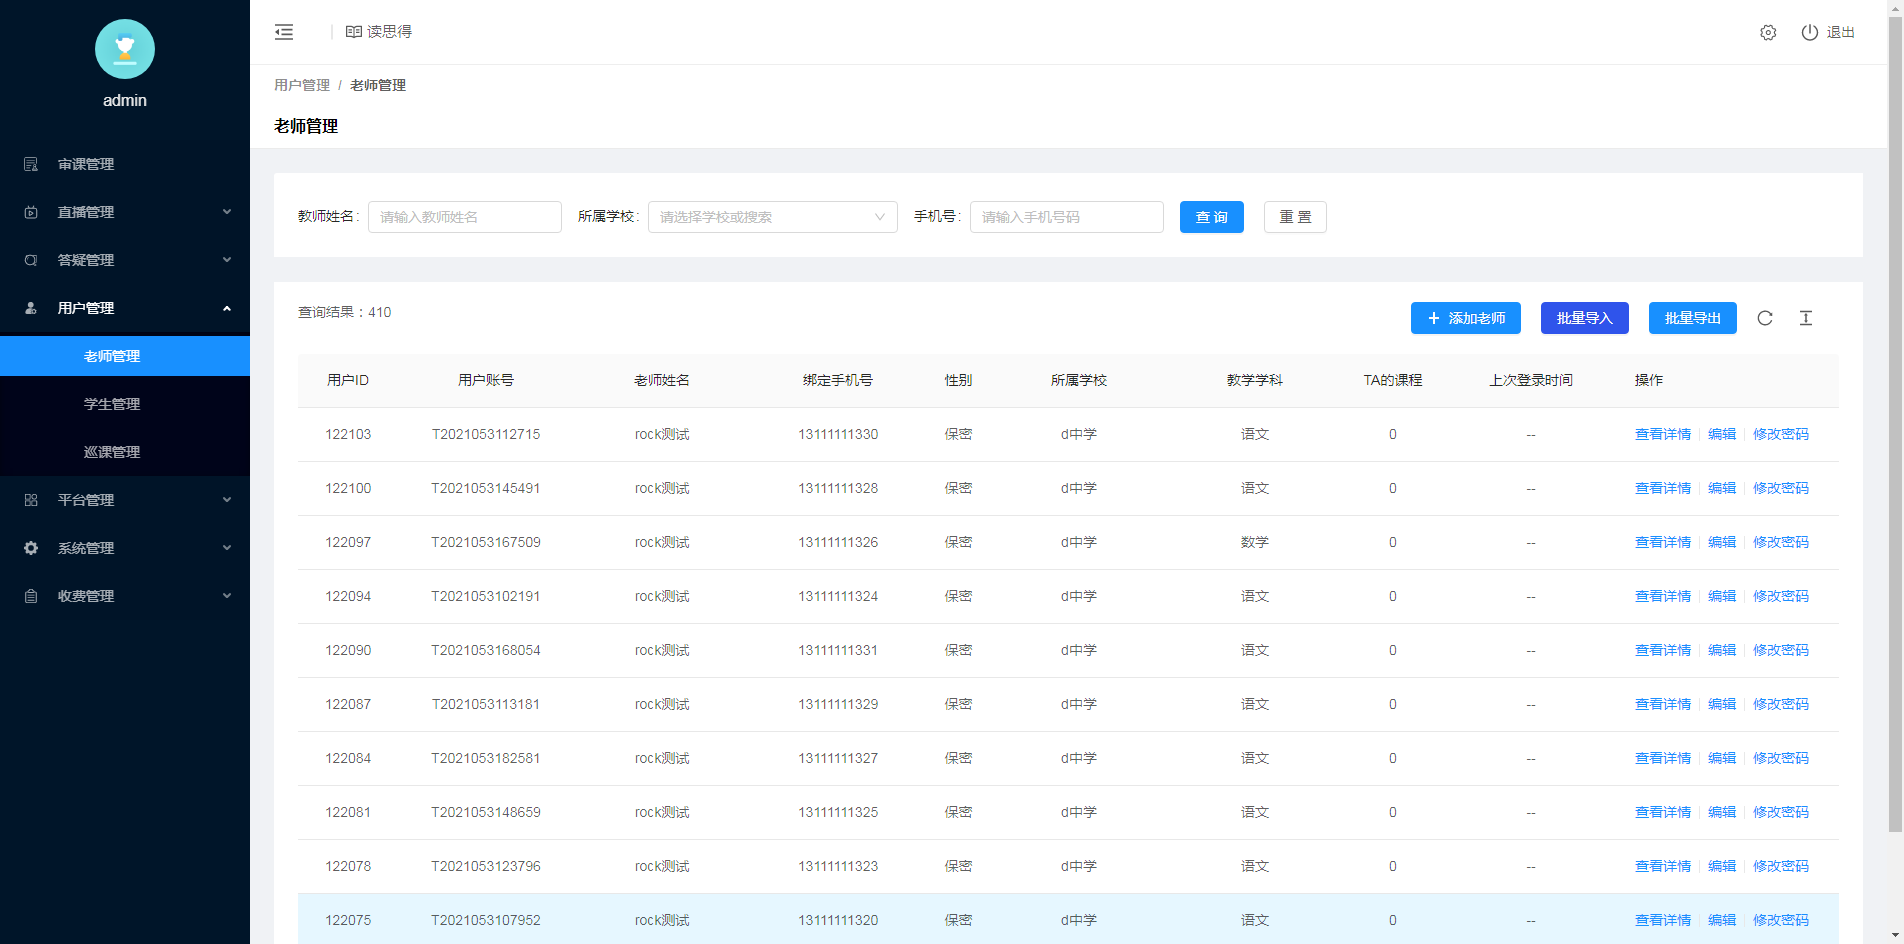 admin
审课管理
直播管理
答疑管理
用户管理
老师管理
学生管理
巡课管理
平台管理
系统管理
收费管理
读思得
退出
用户管理 / 老师管理
老师管理
教师姓名: 请输入教师姓名 所属学校: 请选择学校或搜索 手机号: 请输入手机号码 查 询 重 置
查询结果：410
添加老师 批量导入 批量导出
用户ID 用户账号 老师姓名 绑定手机号 性别 所属学校 教学学科 TA的课程 上次登录时间 操作
122103 T2021053112715 rock测试 13111111330 保密 d中学 语文 0 -- 查看详情 编辑 修改密码
122100 T2021053145491 rock测试 13111111328 保密 d中学 语文 0 -- 查看详情 编辑 修改密码
122097 T2021053167509 rock测试 13111111326 保密 d中学 数学 0 -- 查看详情 编辑 修改密码
122094 T2021053102191 rock测试 13111111324 保密 d中学 语文 0 -- 查看详情 编辑 修改密码
122090 T2021053168054 rock测试 13111111331 保密 d中学 语文 0 -- 查看详情 编辑 修改密码
122087 T2021053113181 rock测试 13111111329 保密 d中学 语文 0 -- 查看详情 编辑 修改密码
122084 T2021053182581 rock测试 13111111327 保密 d中学 语文 0 -- 查看详情 编辑 修改密码
122081 T2021053148659 rock测试 13111111325 保密 d中学 语文 0 -- 查看详情 编辑 修改密码
122078 T2021053123796 rock测试 13111111323 保密 d中学 语文 0 -- 查看详情 编辑 修改密码
122075 T2021053107952 rock测试 13111111320 保密 d中学 语文 0 -- 查看详情 编辑 修改密码